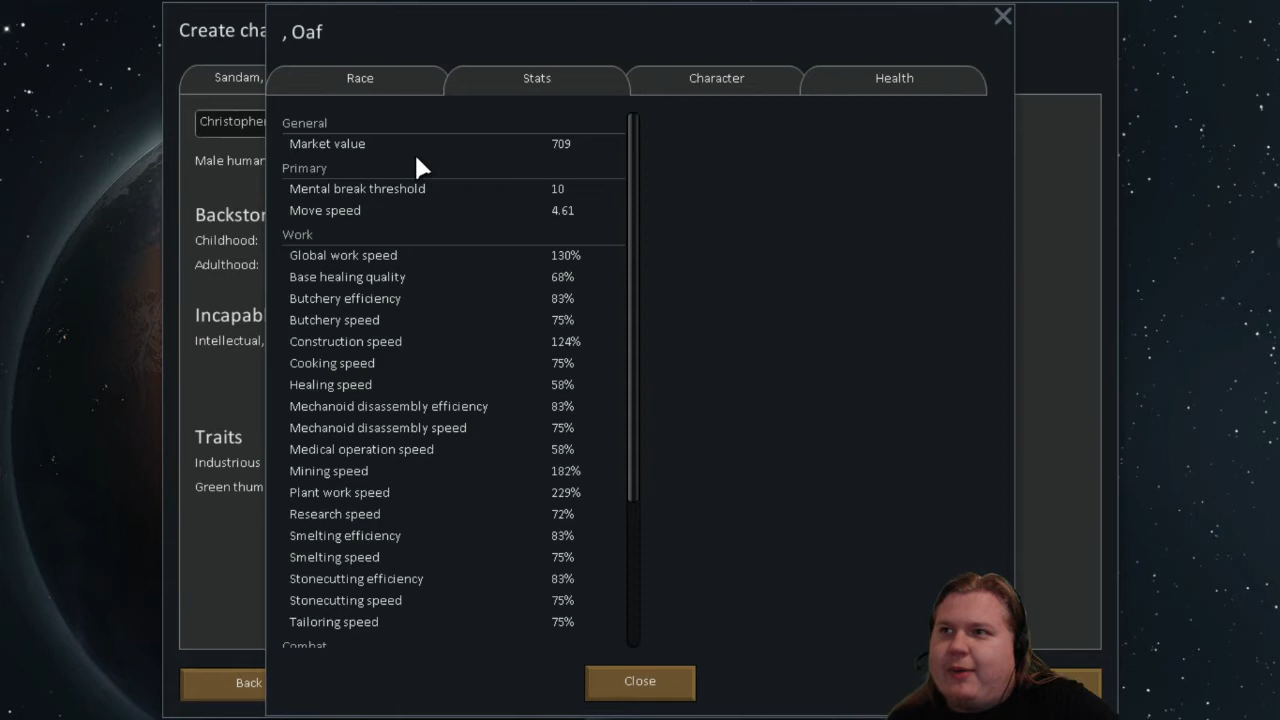 Create cha
, Oaf
Sandam,
Race
Stats
Character
Health
Christopher
Male human
Backstor
Childhood:
Adulthood:
Incapab
Intellectual,
Traits
Industrious
Green thum
General
Market value 709
Primary
Mental break threshold 10
Move speed 4.61
Work
Global work speed 130%
Base healing quality 68%
Butchery efficiency 83%
Butchery speed 75%
Construction speed 124%
Cooking speed 75%
Healing speed 58%
Mechanoid disassembly efficiency 83%
Mechanoid disassembly speed 75%
Medical operation speed 58%
Mining speed 182%
Plant work speed 229%
Research speed 72%
Smelting efficiency 83%
Smelting speed 75%
Stonecutting efficiency 83%
Stonecutting speed 75%
Tailoring speed 75%
Combat
Back
Close